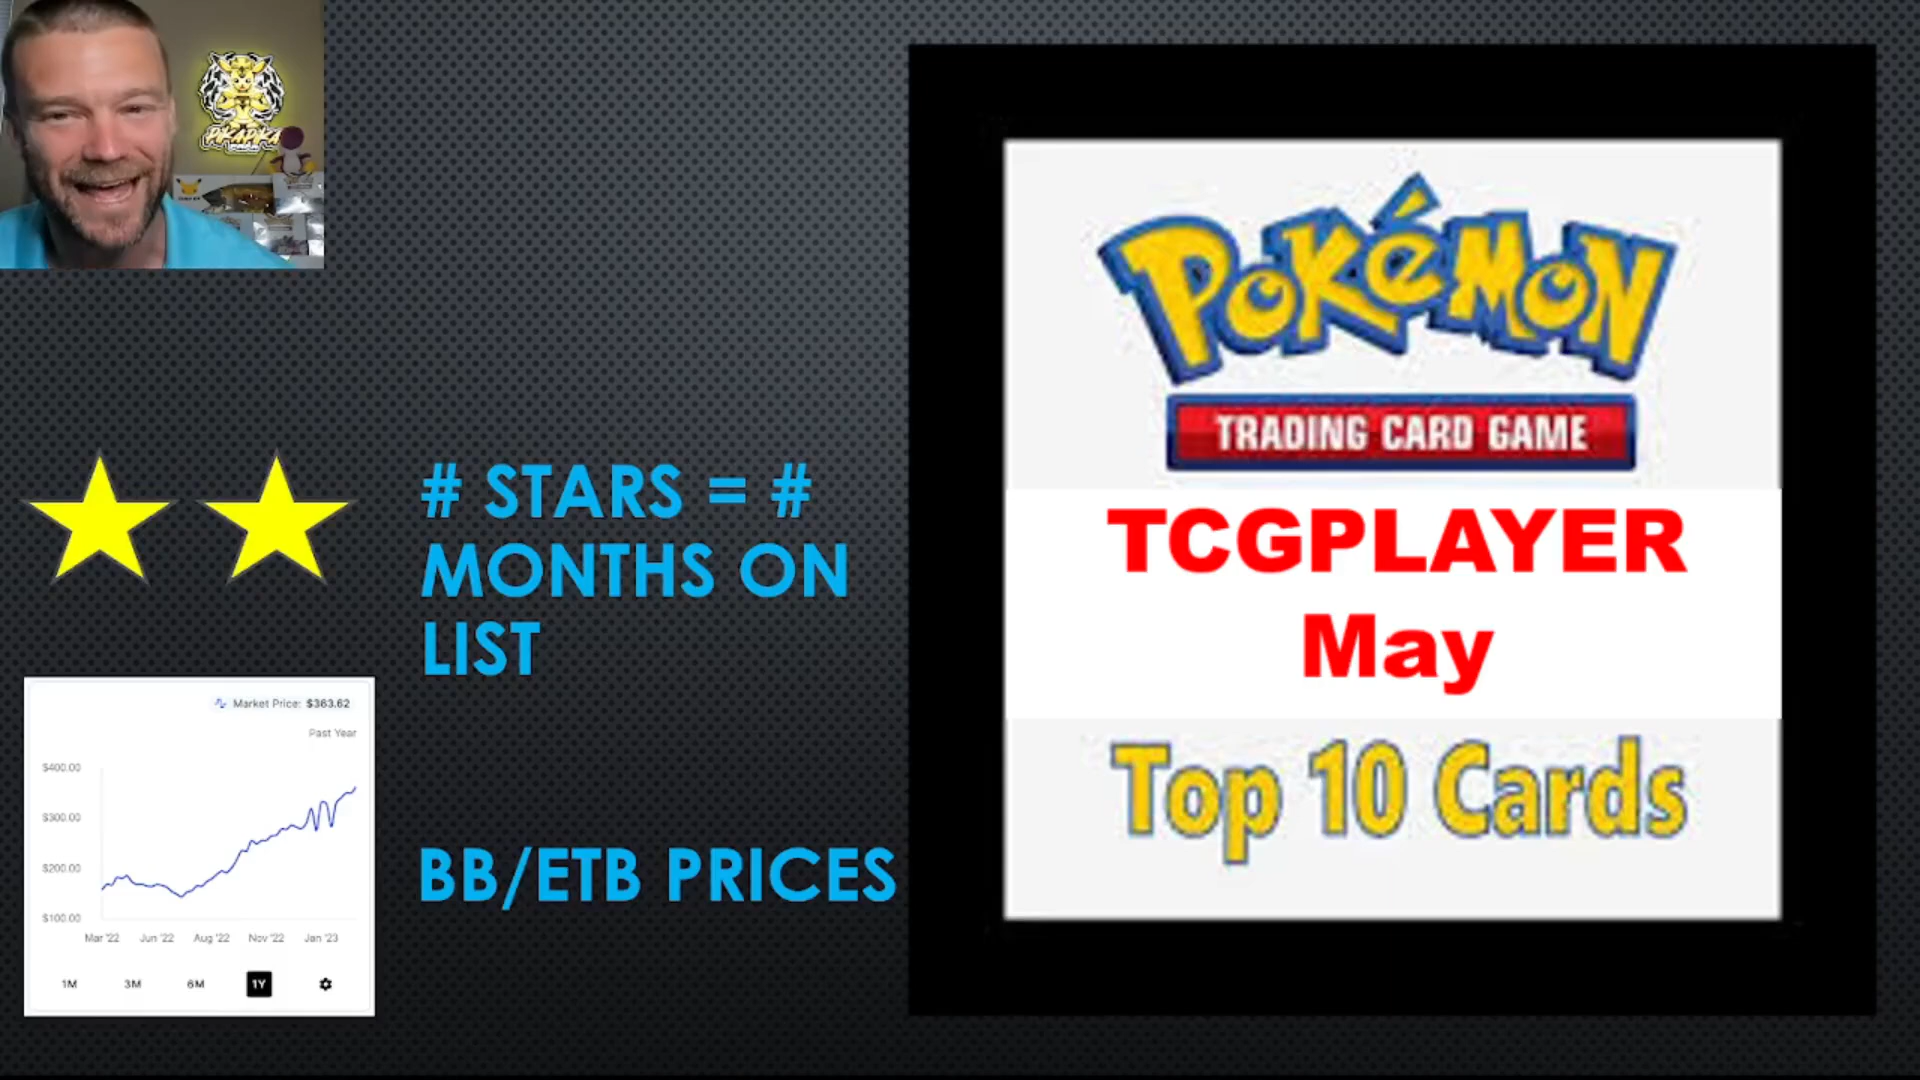 PIKAPIKA
# STARS = #
MONTHS ON
LIST
Market Price: $363.62
Past Year
$400.00
$300.00
$200.00
$100.00
Mar '22 Jun '22 Aug '22 Nov '22 Jan '23
1M 3M 6M 1Y
BB/ETB PRICES
POKéMON
TRADING CARD GAME
TCGPLAYER
May
Top 10 Cards